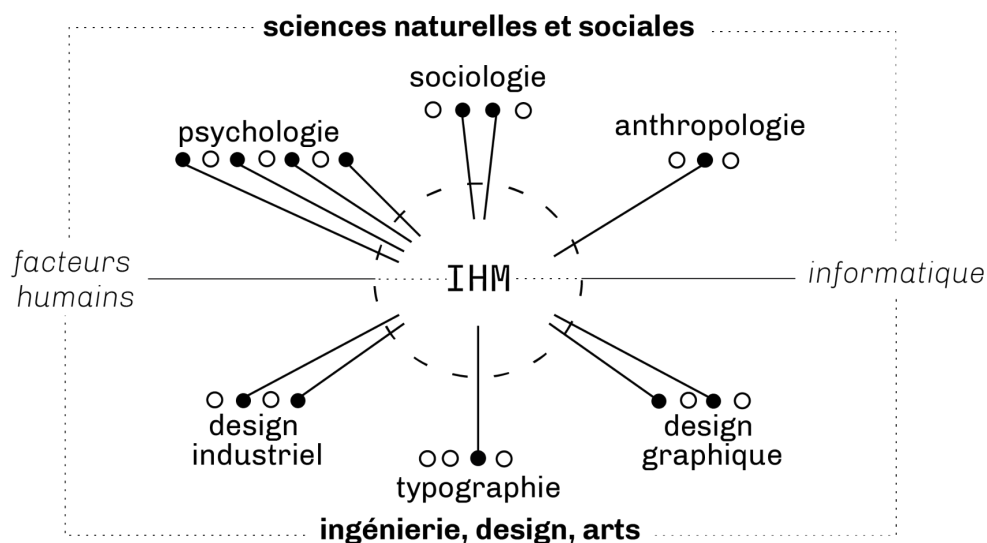 sciences naturelles et sociales
sociologie
psychologie
anthropologie
facteurs
humains
IHM
informatique
design
industriel
design
graphique
typographie
ingénierie, design, arts